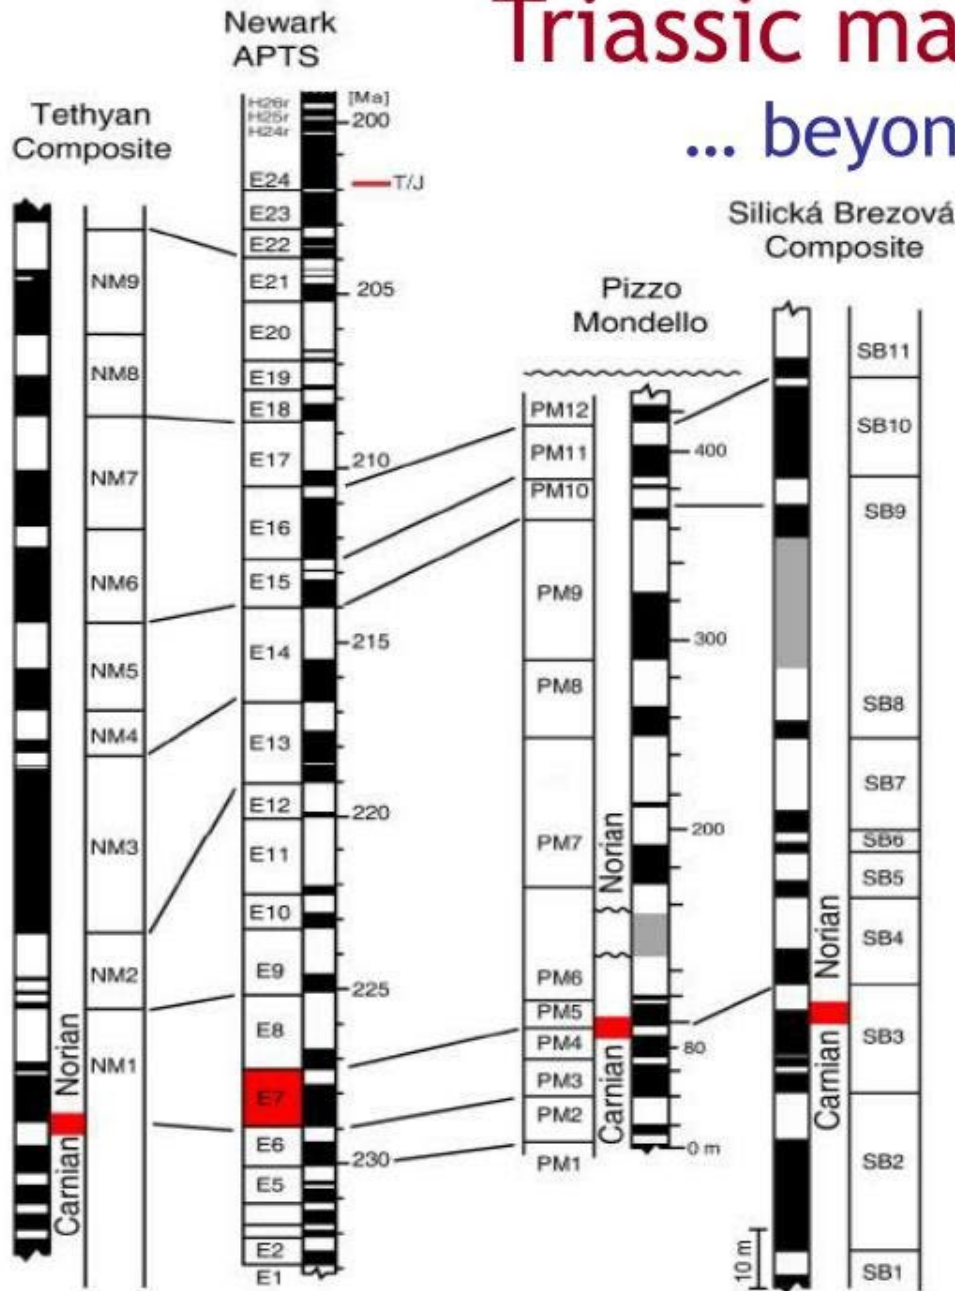 Triassic ma
... beyon
Newark
APTS
Tethyan
Composite
Silická Brezová
Composite
Pizzo
Mondello
NM9
NM8
NM7
NM6
NM5
NM4
NM3
NM2
NM1
Norian
Carnian
H26r
H25r
H24r
E24
E23
E22
E21
E20
E19
E18
E17
E16
E15
E14
E13
E12
E11
E10
E9
E8
E7
E6
E5
E2
E1
[Ma]
200
T/J
205
210
215
220
225
230
PM12
PM11
PM10
PM9
PM8
PM7
PM6
PM5
PM4
PM3
PM2
PM1
Norian
Carnian
400
300
200
80
0 m
Norian
Carnian
10 m
SB11
SB10
SB9
SB8
SB7
SB6
SB5
SB4
SB3
SB2
SB1